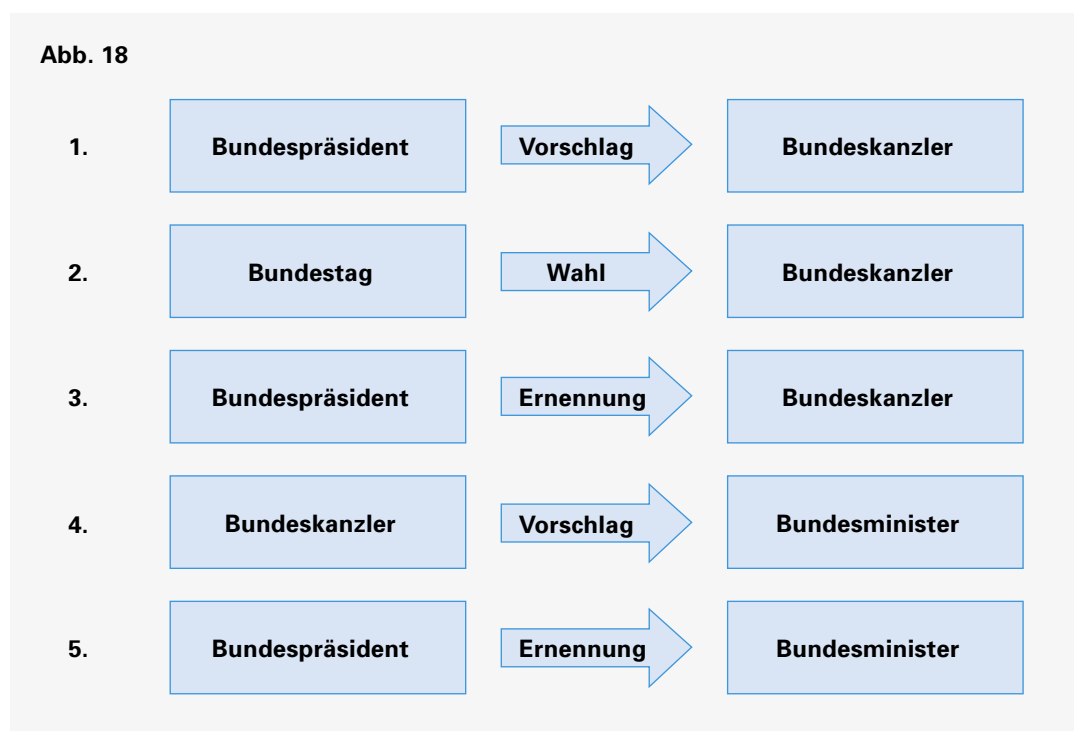 Abb. 18
1. Bundespräsident Vorschlag Bundeskanzler
2. Bundestag Wahl Bundeskanzler
3. Bundespräsident Ernennung Bundeskanzler
4. Bundeskanzler Vorschlag Bundesminister
5. Bundespräsident Ernennung Bundesminister